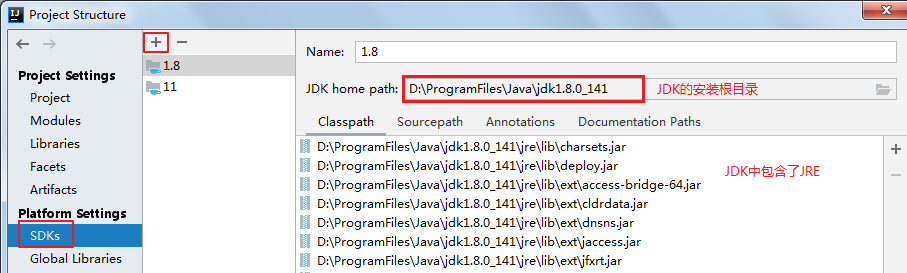 Project Structure
Project Settings
Project
Modules
Libraries
Facets
Artifacts
Platform Settings
SDKs
Global Libraries
1.8
11
Name: 1.8
JDK home path: D:\ProgramFiles\Java\jdk1.8.0_141 JDK的安装根目录
Classpath Sourcepath Annotations Documentation Paths
D:\ProgramFiles\Java\jdk1.8.0_141\jre\lib\charsets.jar
D:\ProgramFiles\Java\jdk1.8.0_141\jre\lib\deploy.jar
D:\ProgramFiles\Java\jdk1.8.0_141\jre\lib\ext\access-bridge-64.jar
D:\ProgramFiles\Java\jdk1.8.0_141\jre\lib\ext\cldrdata.jar
D:\ProgramFiles\Java\jdk1.8.0_141\jre\lib\ext\dnsns.jar
D:\ProgramFiles\Java\jdk1.8.0_141\jre\lib\ext\jaccess.jar
D:\ProgramFiles\Java\jdk1.8.0_141\jre\lib\ext\jfxrt.jar
JDK中包含了JRE